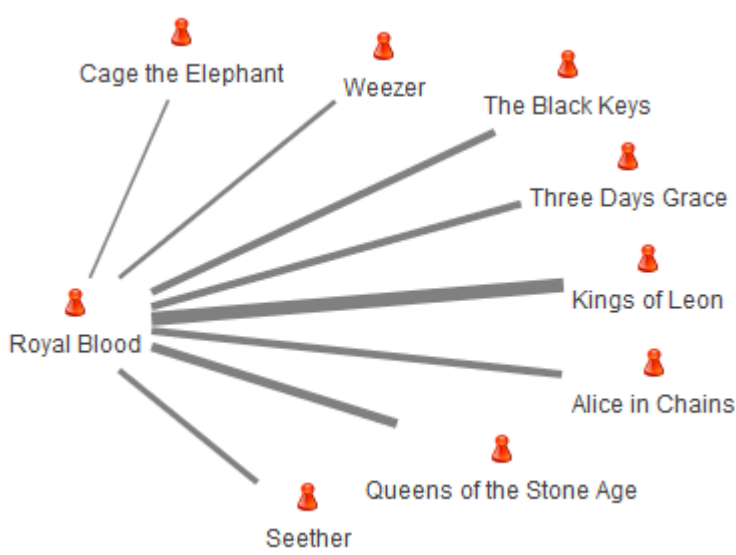 Cage the Elephant
Weezer
The Black Keys
Three Days Grace
Kings of Leon
Royal Blood
Alice in Chains
Queens of the Stone Age
Seether